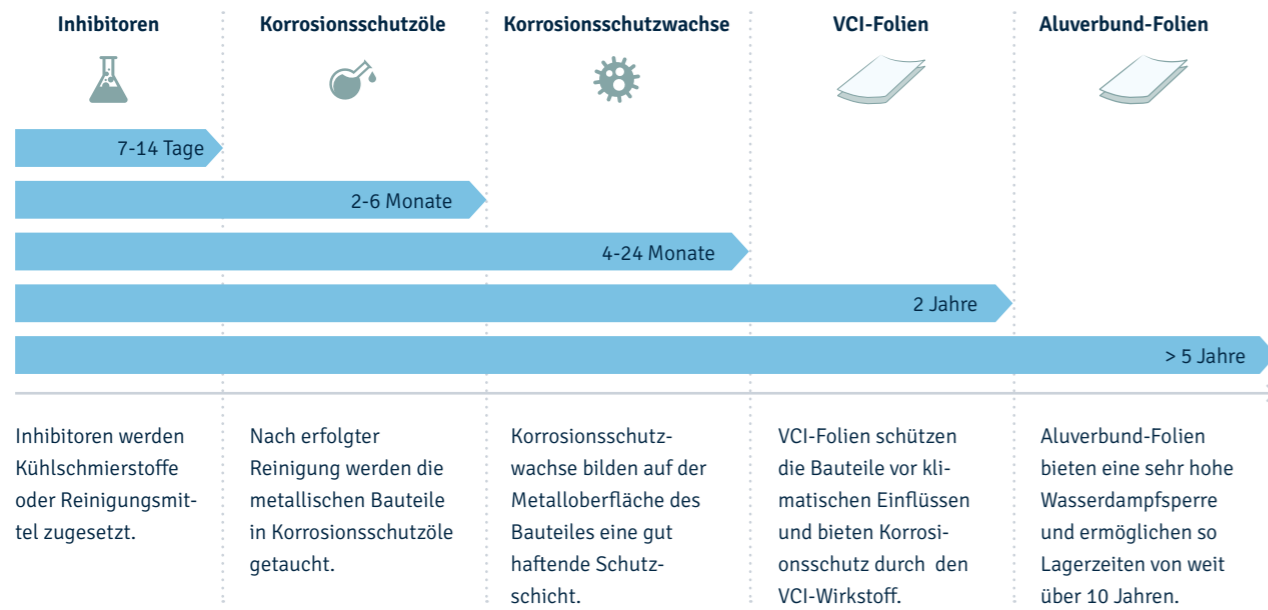 Inhibitoren
Korrosionsschutzöle
Korrosionsschutzwachse
VCI-Folien
Aluverbund-Folien
7-14 Tage
2-6 Monate
4-24 Monate
2 Jahre
> 5 Jahre
Inhibitoren werden
Kühlschmierstoffe
oder Reinigungsmit-
tel zugesetzt.
Nach erfolgter
Reinigung werden die
metallischen Bauteile
in Korrosionsschutzöle
getaucht.
Korrosionsschutz-
wachse bilden auf der
Metalloberfläche des
Bauteiles eine gut
haftende Schutz-
schicht.
VCI-Folien schützen
die Bauteile vor kli-
matischen Einflüssen
und bieten Korrosi-
onsschutz durch  den
VCI-Wirkstoff.
Aluverbund-Folien
bieten eine sehr hohe
Wasserdampfsperre
und ermöglichen so
Lagerzeiten von weit
über 10 Jahren.